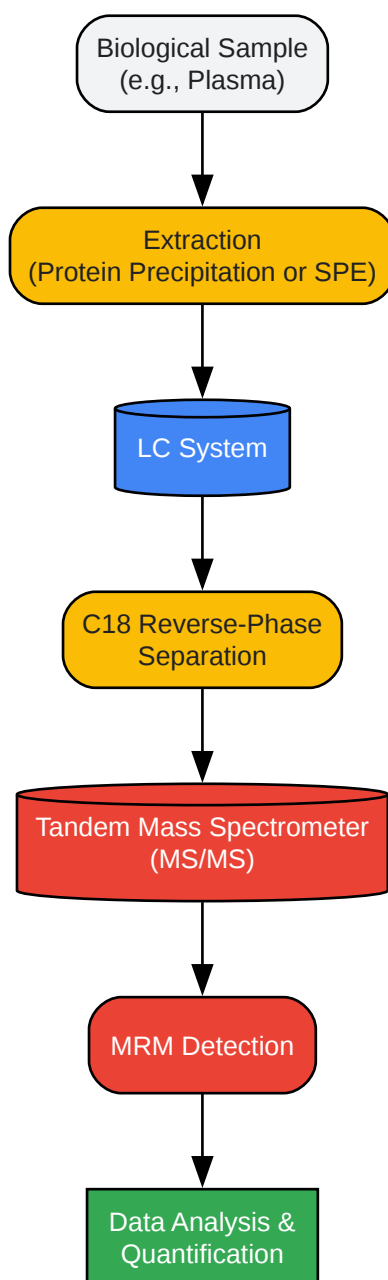 Biological Sample
(e.g., Plasma)
Extraction
(Protein Precipitation or SPE)
LC System
C18 Reverse-Phase
Separation
Tandem Mass Spectrometer
(MS/MS)
MRM Detection
Data Analysis &
Quantification